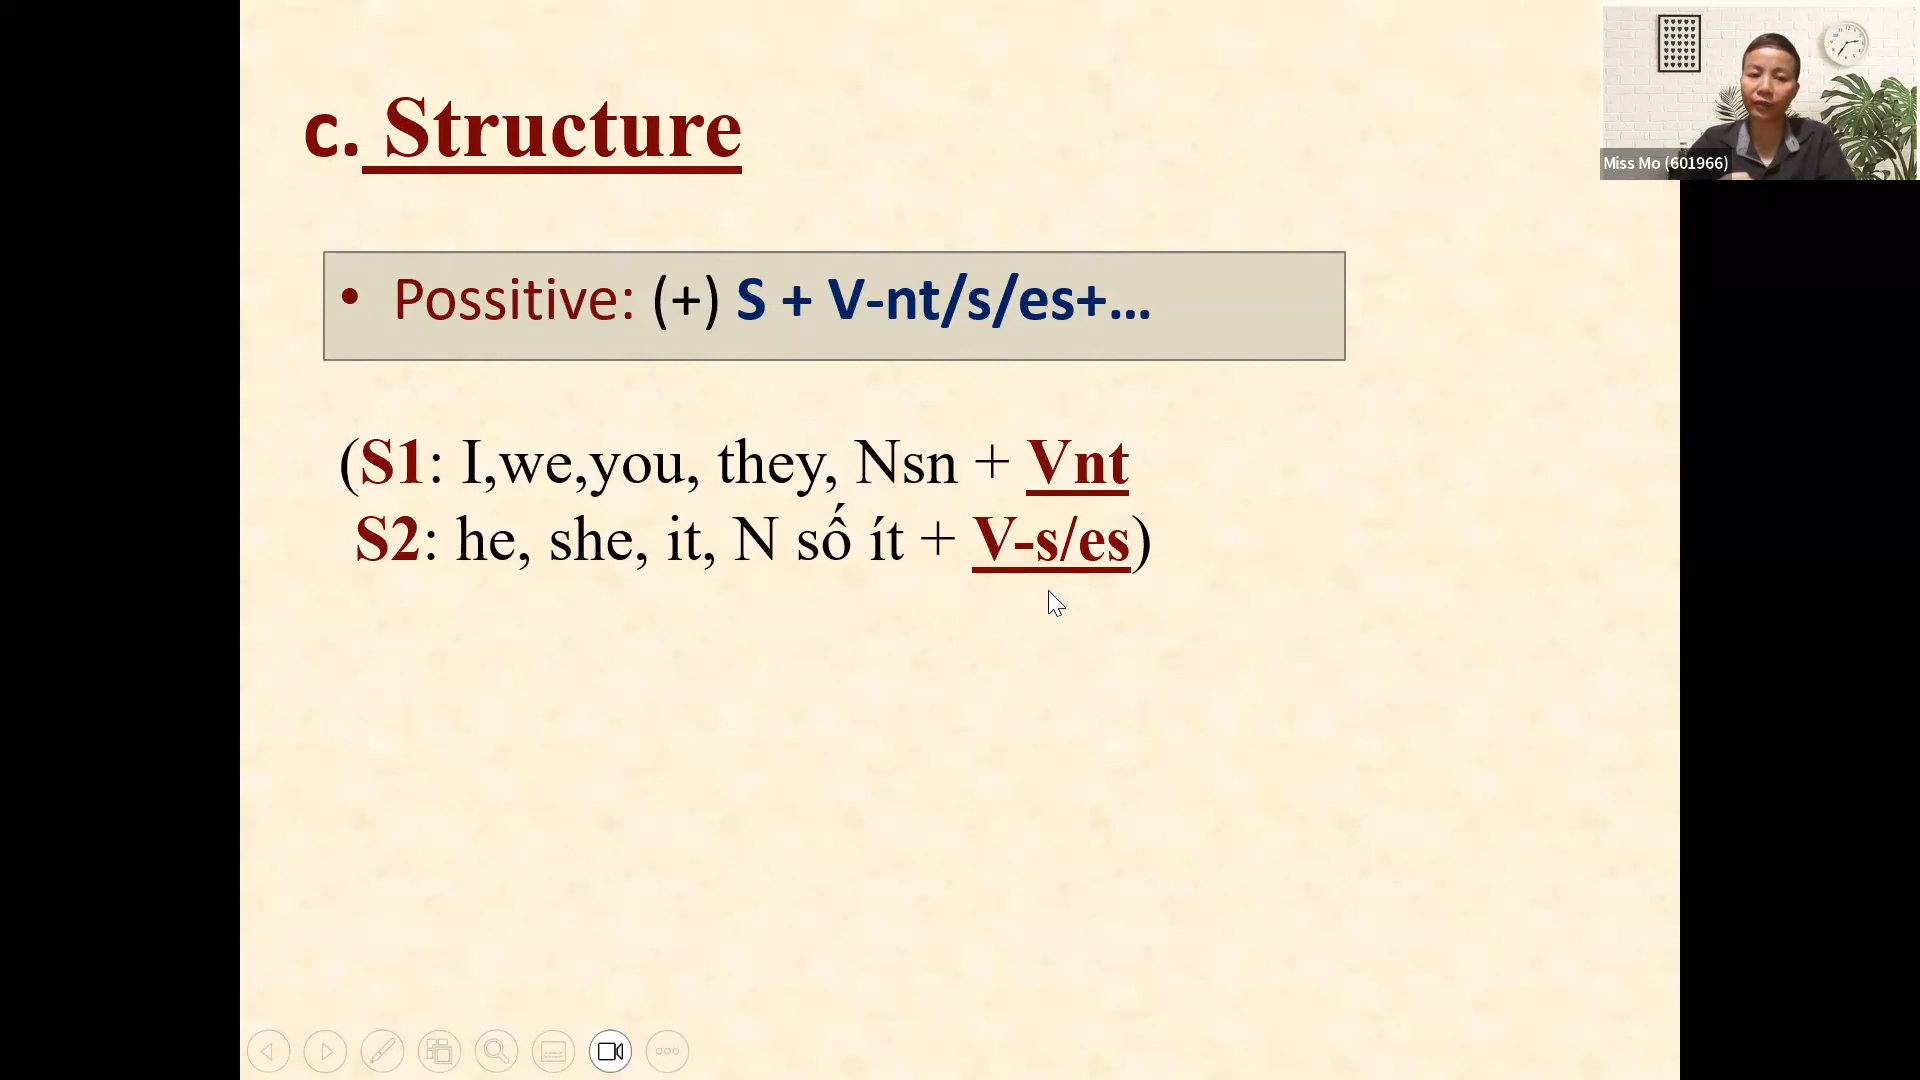 c. Structure
Miss Mo (601966)
• Possitive: (+) S + V-nt/s/es+...
(S1: I,we,you, they, Nsn + Vnt
S2: he, she, it, N số ít + V-s/es)